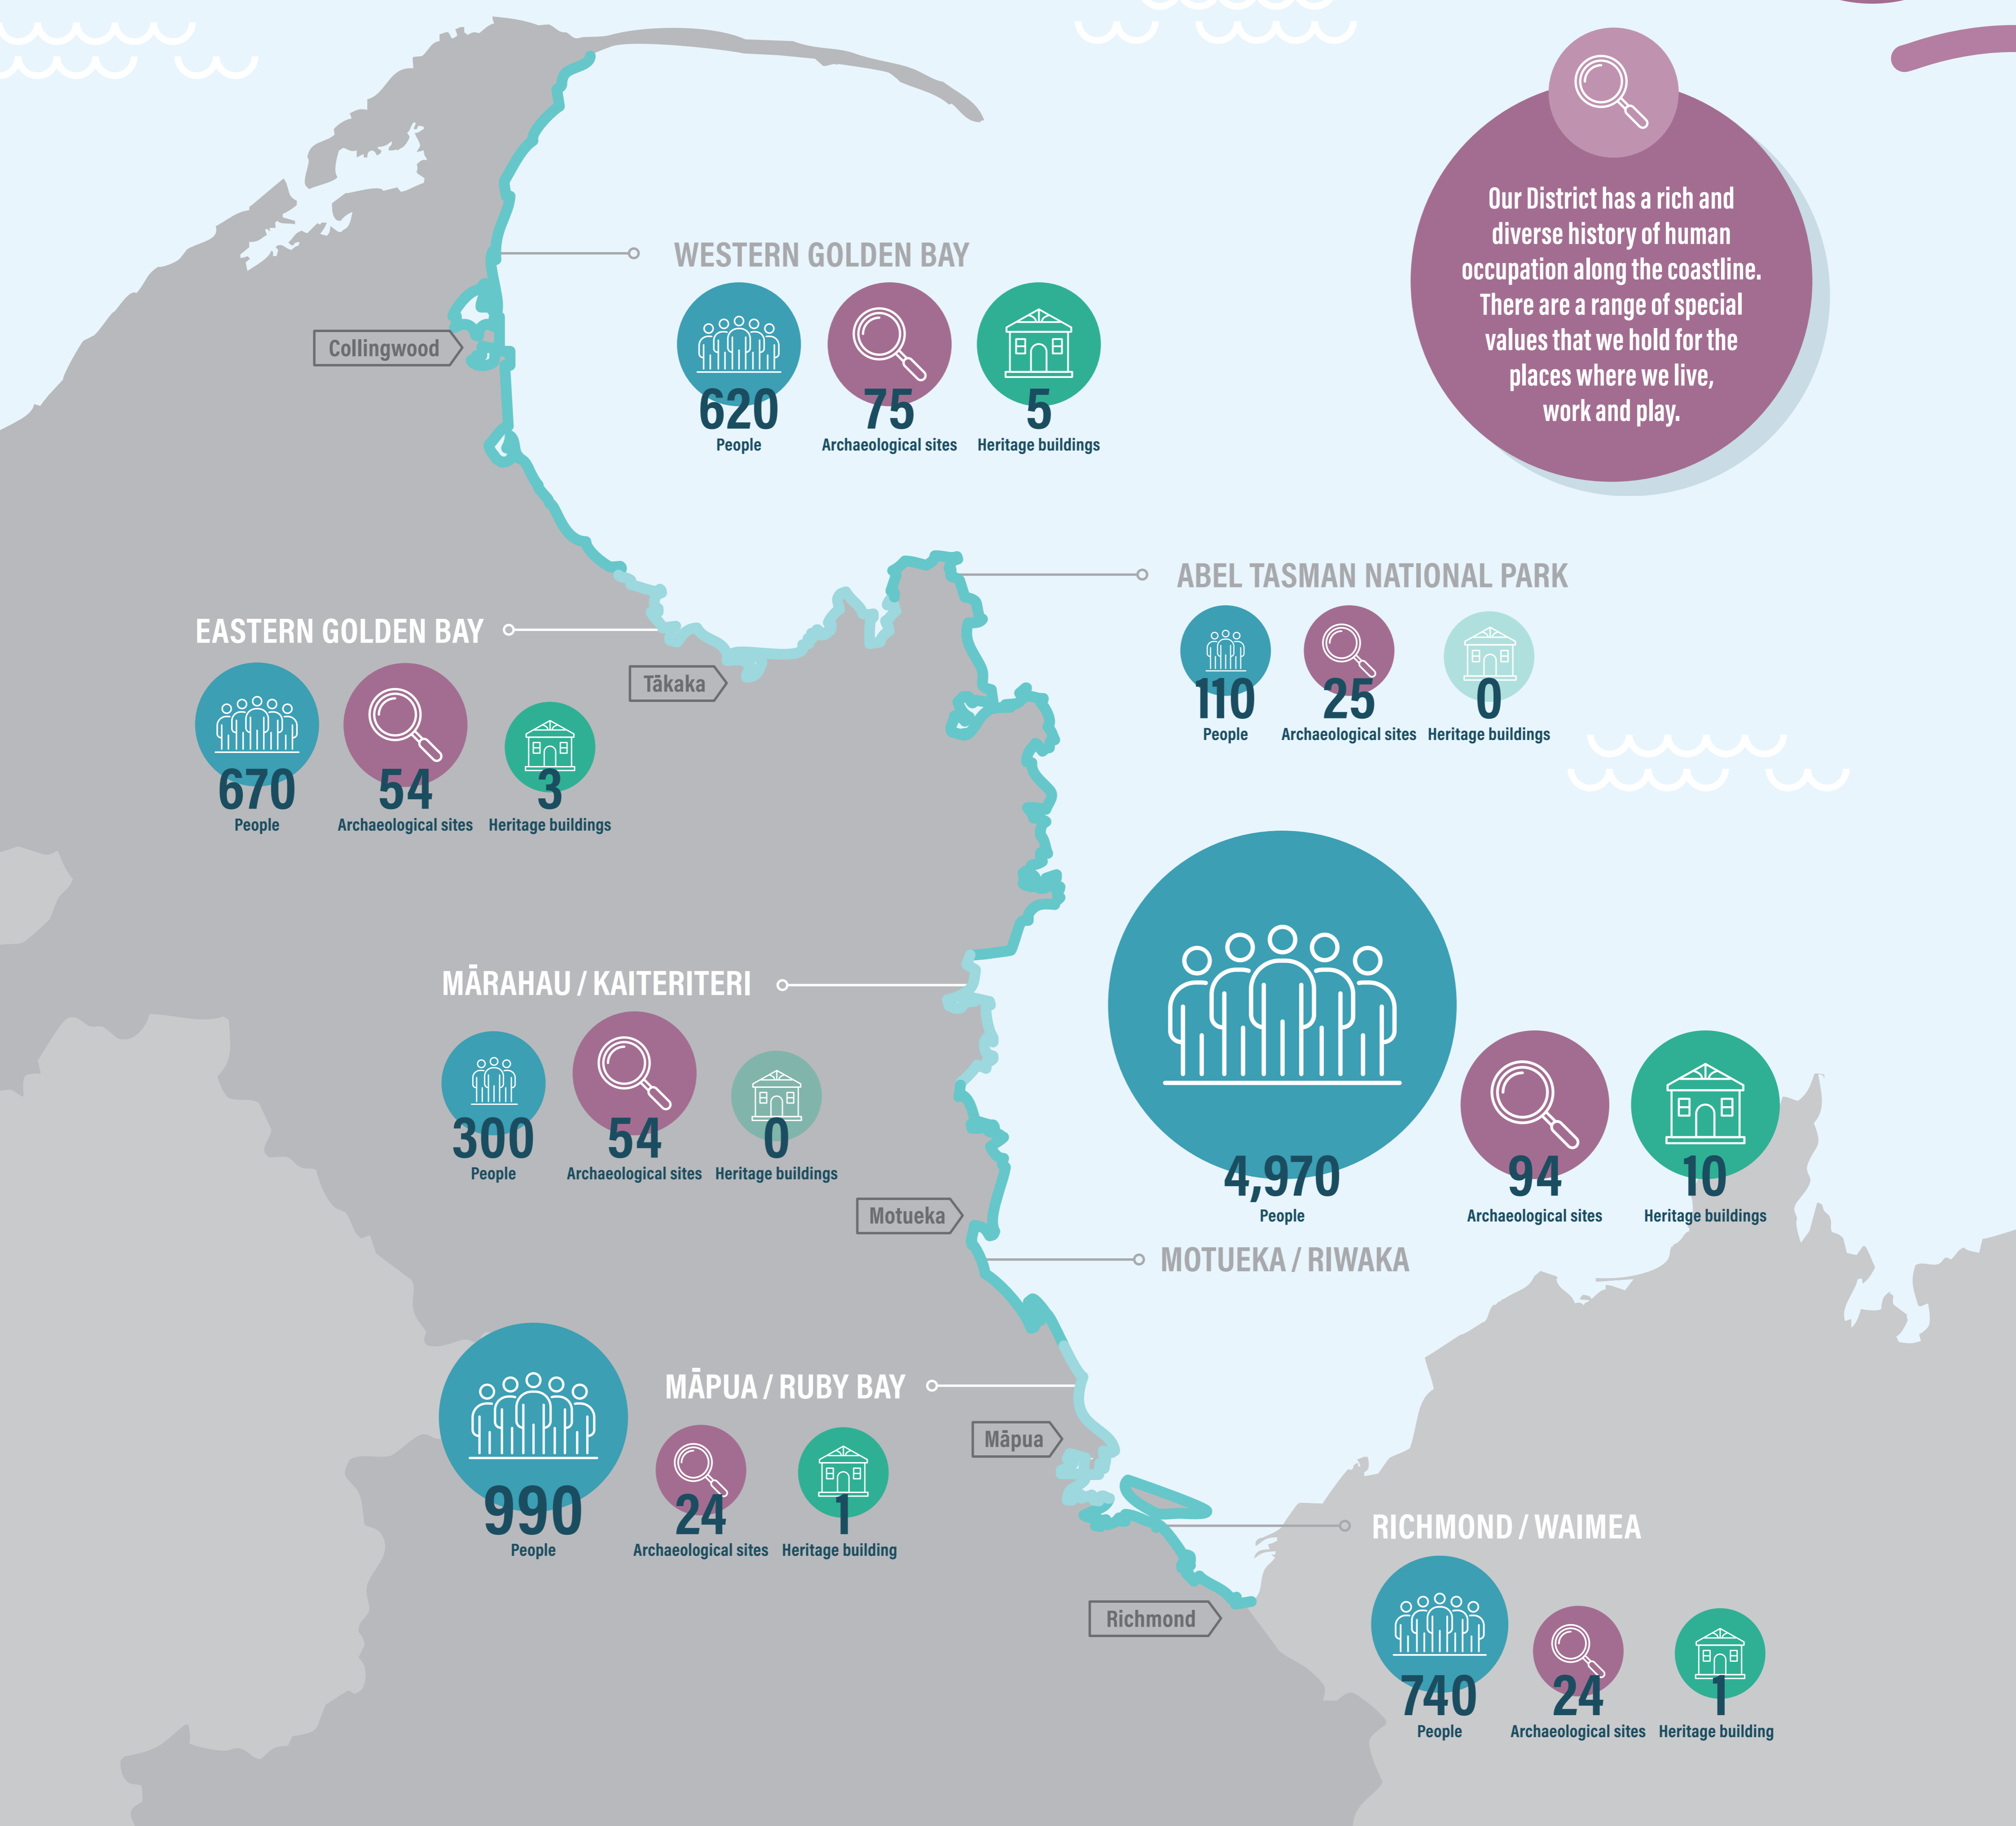 Our District has a rich and
diverse history of human
occupation along the coastline.
There are a range of special
values that we hold for the
places where we live,
work and play.
WESTERN GOLDEN BAY
620
People
75
Archaeological sites
5
Heritage buildings
Collingwood
ABEL TASMAN NATIONAL PARK
110
People
25
Archaeological sites
0
Heritage buildings
EASTERN GOLDEN BAY
670
People
54
Archaeological sites
3
Heritage buildings
Tākaka
MĀRAHAU / KAITERITERI
300
People
54
Archaeological sites
0
Heritage buildings
4,970
People
94
Archaeological sites
10
Heritage buildings
MOTUEKA / RIWAKA
Motueka
MĀPUA / RUBY BAY
990
People
24
Archaeological sites
1
Heritage building
Māpua
RICHMOND / WAIMEA
740
People
24
Archaeological sites
1
Heritage building
Richmond